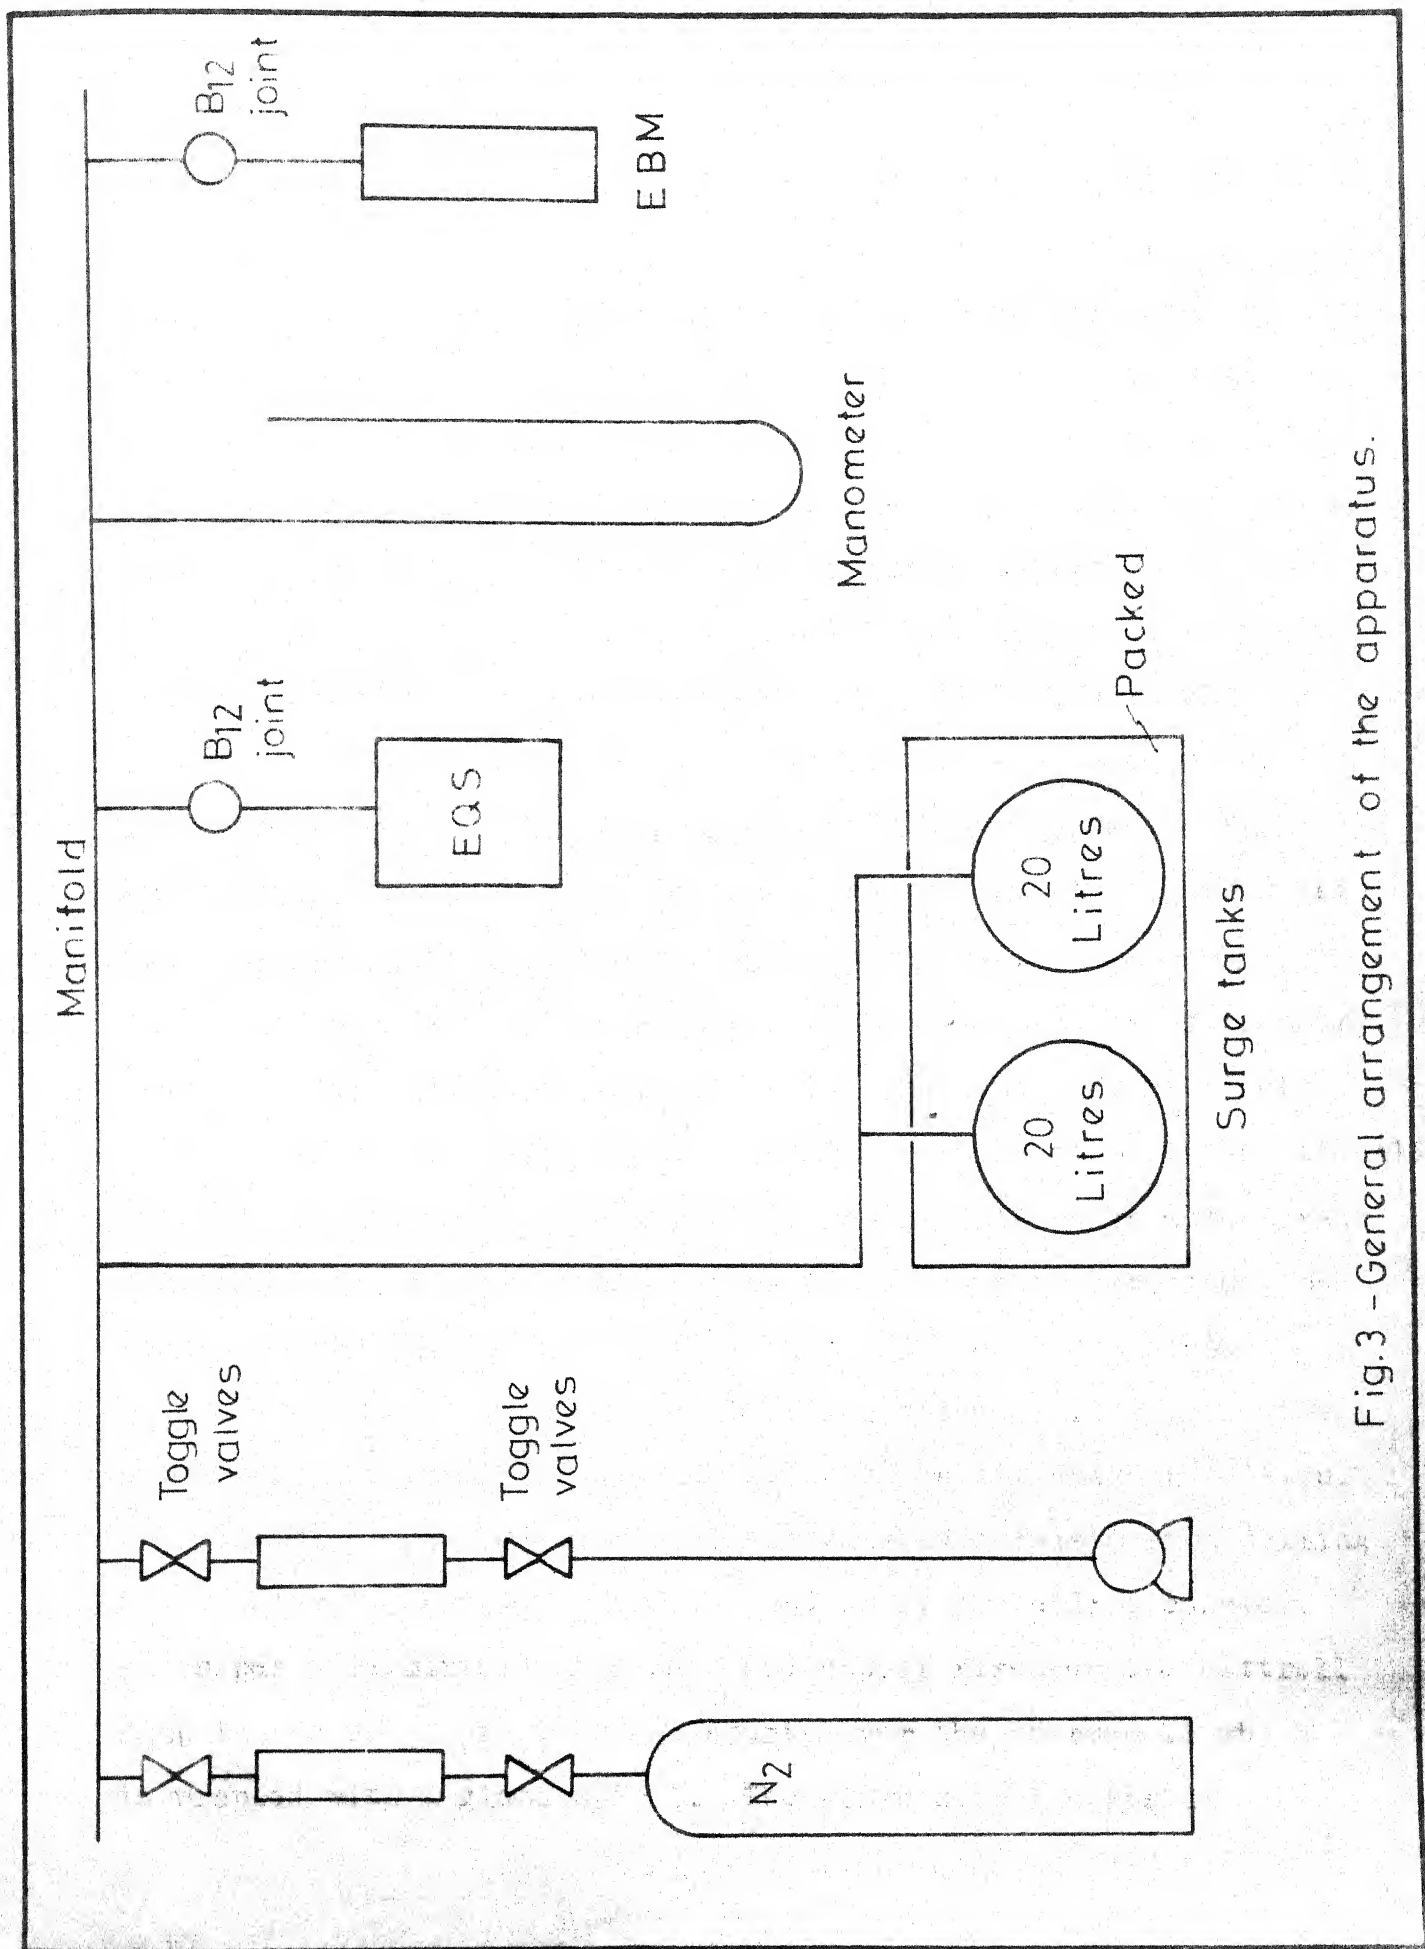 Manifold
Toggle
valves
Toggle
valves
N2
B12
joint
EQS
B12
joint
EBM
Manometer
20
Litres
20
Litres
Packed
Surge tanks
Fig.3 - General arrangement of the apparatus.